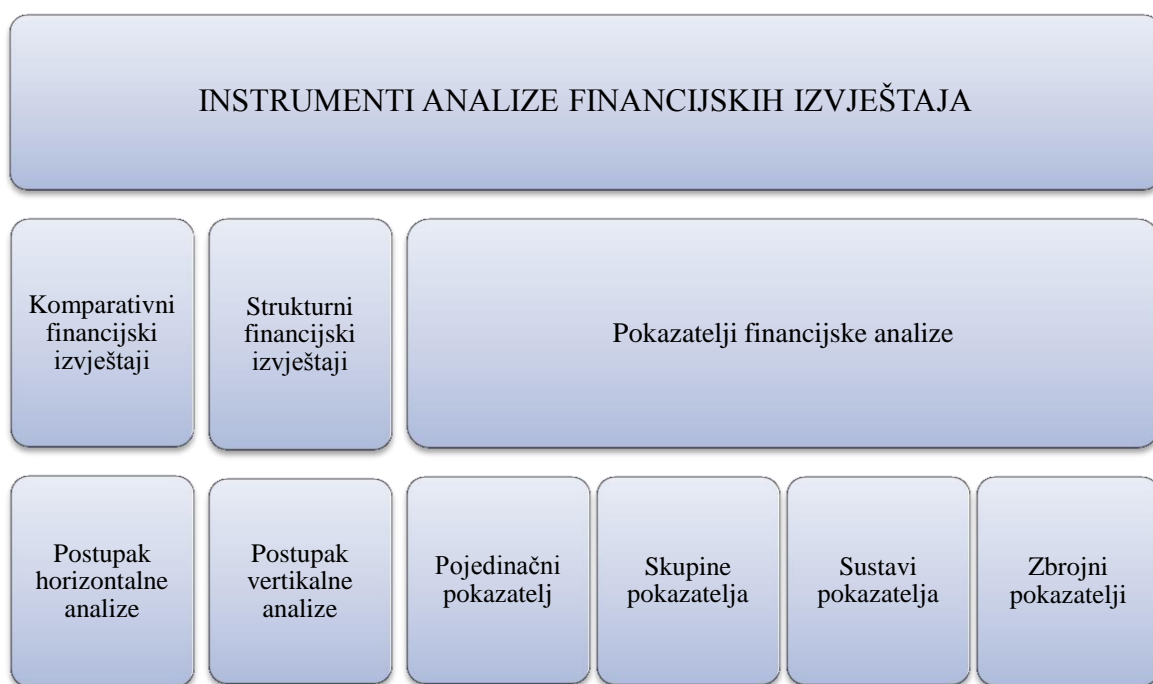 INSTRUMENTI ANALIZE FINANCIJSKIH IZVJEŠTAJA
Komparativni
financijski
izvještaji
Strukturni
financijski
izvještaji
Pokazatelji financijske analize
Postupak
horizontalne
analize
Postupak
vertikalne
analize
Pojedinačni
pokazatelj
Skupine
pokazatelja
Sustavi
pokazatelja
Zbrojni
pokazatelji